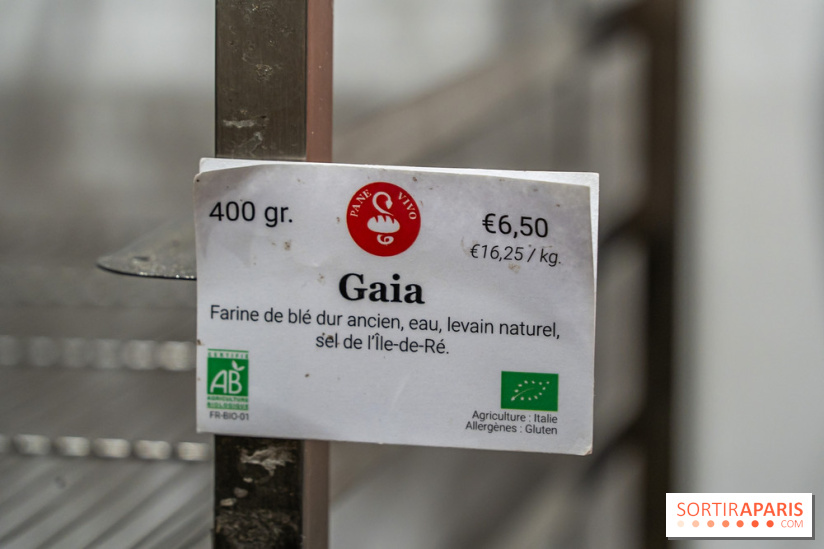 400 gr.
PANE VIVO
€6,50
€16,25 / kg.
Gaia
Farine de blé dur ancien, eau, levain naturel,
sel de l'Île-de-Ré.
CERTIFIÉ
AB
AGRICULTURE
BIOLOGIQUE
FR-BIO-01
Agriculture : Italie
Allergènes : Gluten
SORTIRAPARIS
.COM